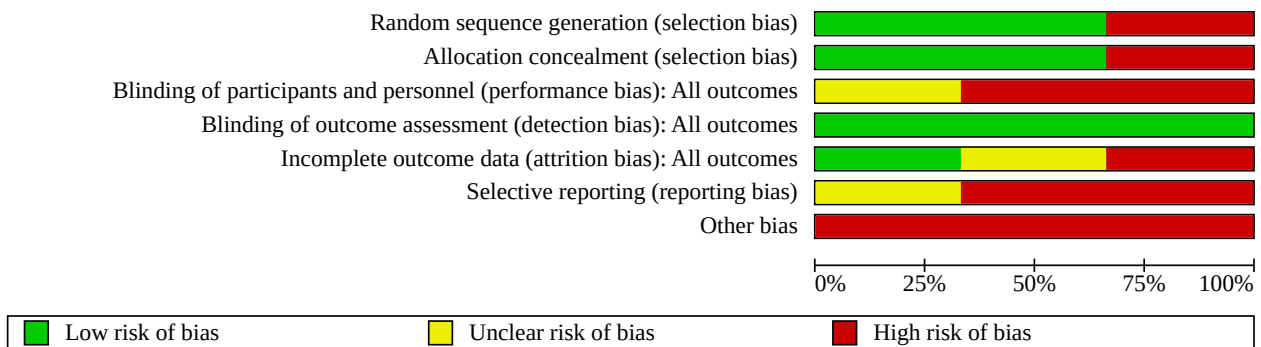 Random sequence generation (selection bias)
Allocation concealment (selection bias)
Blinding of participants and personnel (performance bias): All outcomes
Blinding of outcome assessment (detection bias): All outcomes
Incomplete outcome data (attrition bias): All outcomes
Selective reporting (reporting bias)
Other bias
0% 25% 50% 75% 100%
Low risk of bias Unclear risk of bias High risk of bias